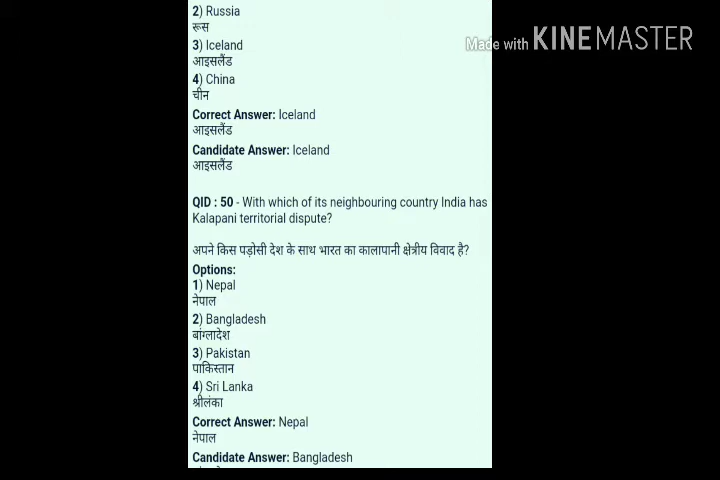 2) Russia
रूस
3) Iceland
आइसलैंड
4) China
चीन
Correct Answer: Iceland
आइसलैंड
Candidate Answer: Iceland
आइसलैंड
QID : 50 - With which of its neighbouring country India has
Kalapani territorial dispute?
अपने किस पड़ोसी देश के साथ भारत का कालापानी क्षेत्रीय विवाद है?
Options:
1) Nepal
नेपाल
2) Bangladesh
बांग्लादेश
3) Pakistan
पाकिस्तान
4) Sri Lanka
श्रीलंका
Correct Answer: Nepal
नेपाल
Candidate Answer: Bangladesh
Made with KINEMASTER